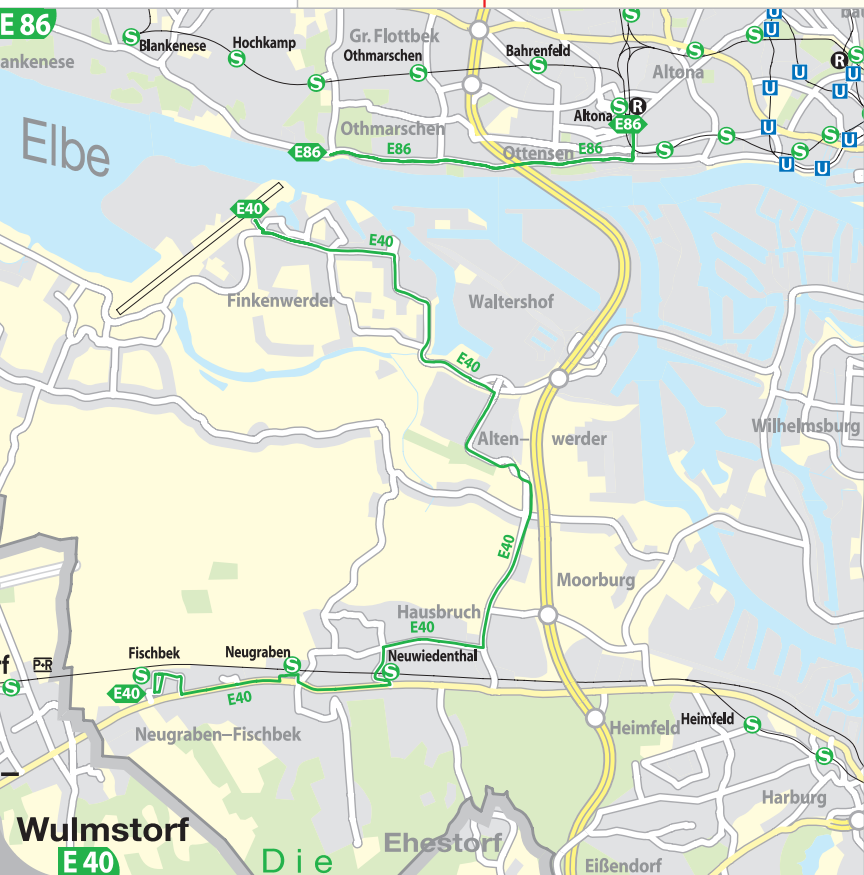 E 86
Blankenese
Hochkamp
Gr. Flottbek
Othmarschen
Bahrenfeld
Altona
ankenese
Altona
R
R
S
U
E86
Othmarschen
Ottensen
E86
E86
E86
Elbe
E40
E40
Finkenwerder
Waltershof
E40
Alten–
werder
Wilhelmsburg
E40
Moorburg
Hausbruch
E40
Fischbek
Neugraben
Neuwiedenthal
f
P+R
E40
E40
Neugraben–Fischbek
Heimfeld
Heimfeld
Harburg
–
Wulmstorf
E 40
Die
Ehestorf
Eißendorf